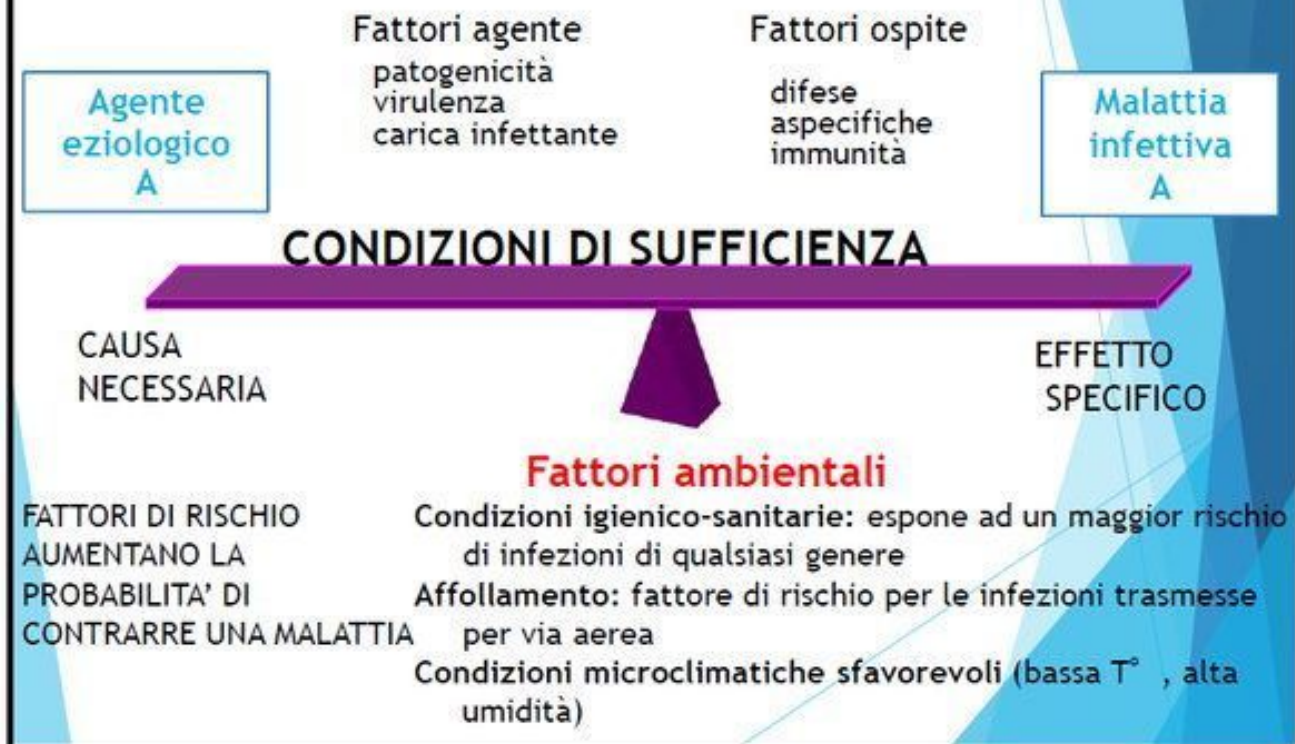 Fattori agente
patogenicità
virulenza
carica infettante
Fattori ospite
difese
aspecifiche
immunità
Agente
eziologico
A
Malattia
infettiva
A
CONDIZIONI DI SUFFICIENZA
CAUSA
NECESSARIA
EFFETTO
SPECIFICO
Fattori ambientali
FATTORI DI RISCHIO
AUMENTANO LA
PROBABILITA' DI
CONTRARRE UNA MALATTIA
Condizioni igienico-sanitarie: espone ad un maggior rischio
di infezioni di qualsiasi genere
Affollamento: fattore di rischio per le infezioni trasmesse
per via aerea
Condizioni microclimatiche sfavorevoli (bassa T° , alta
umidità)